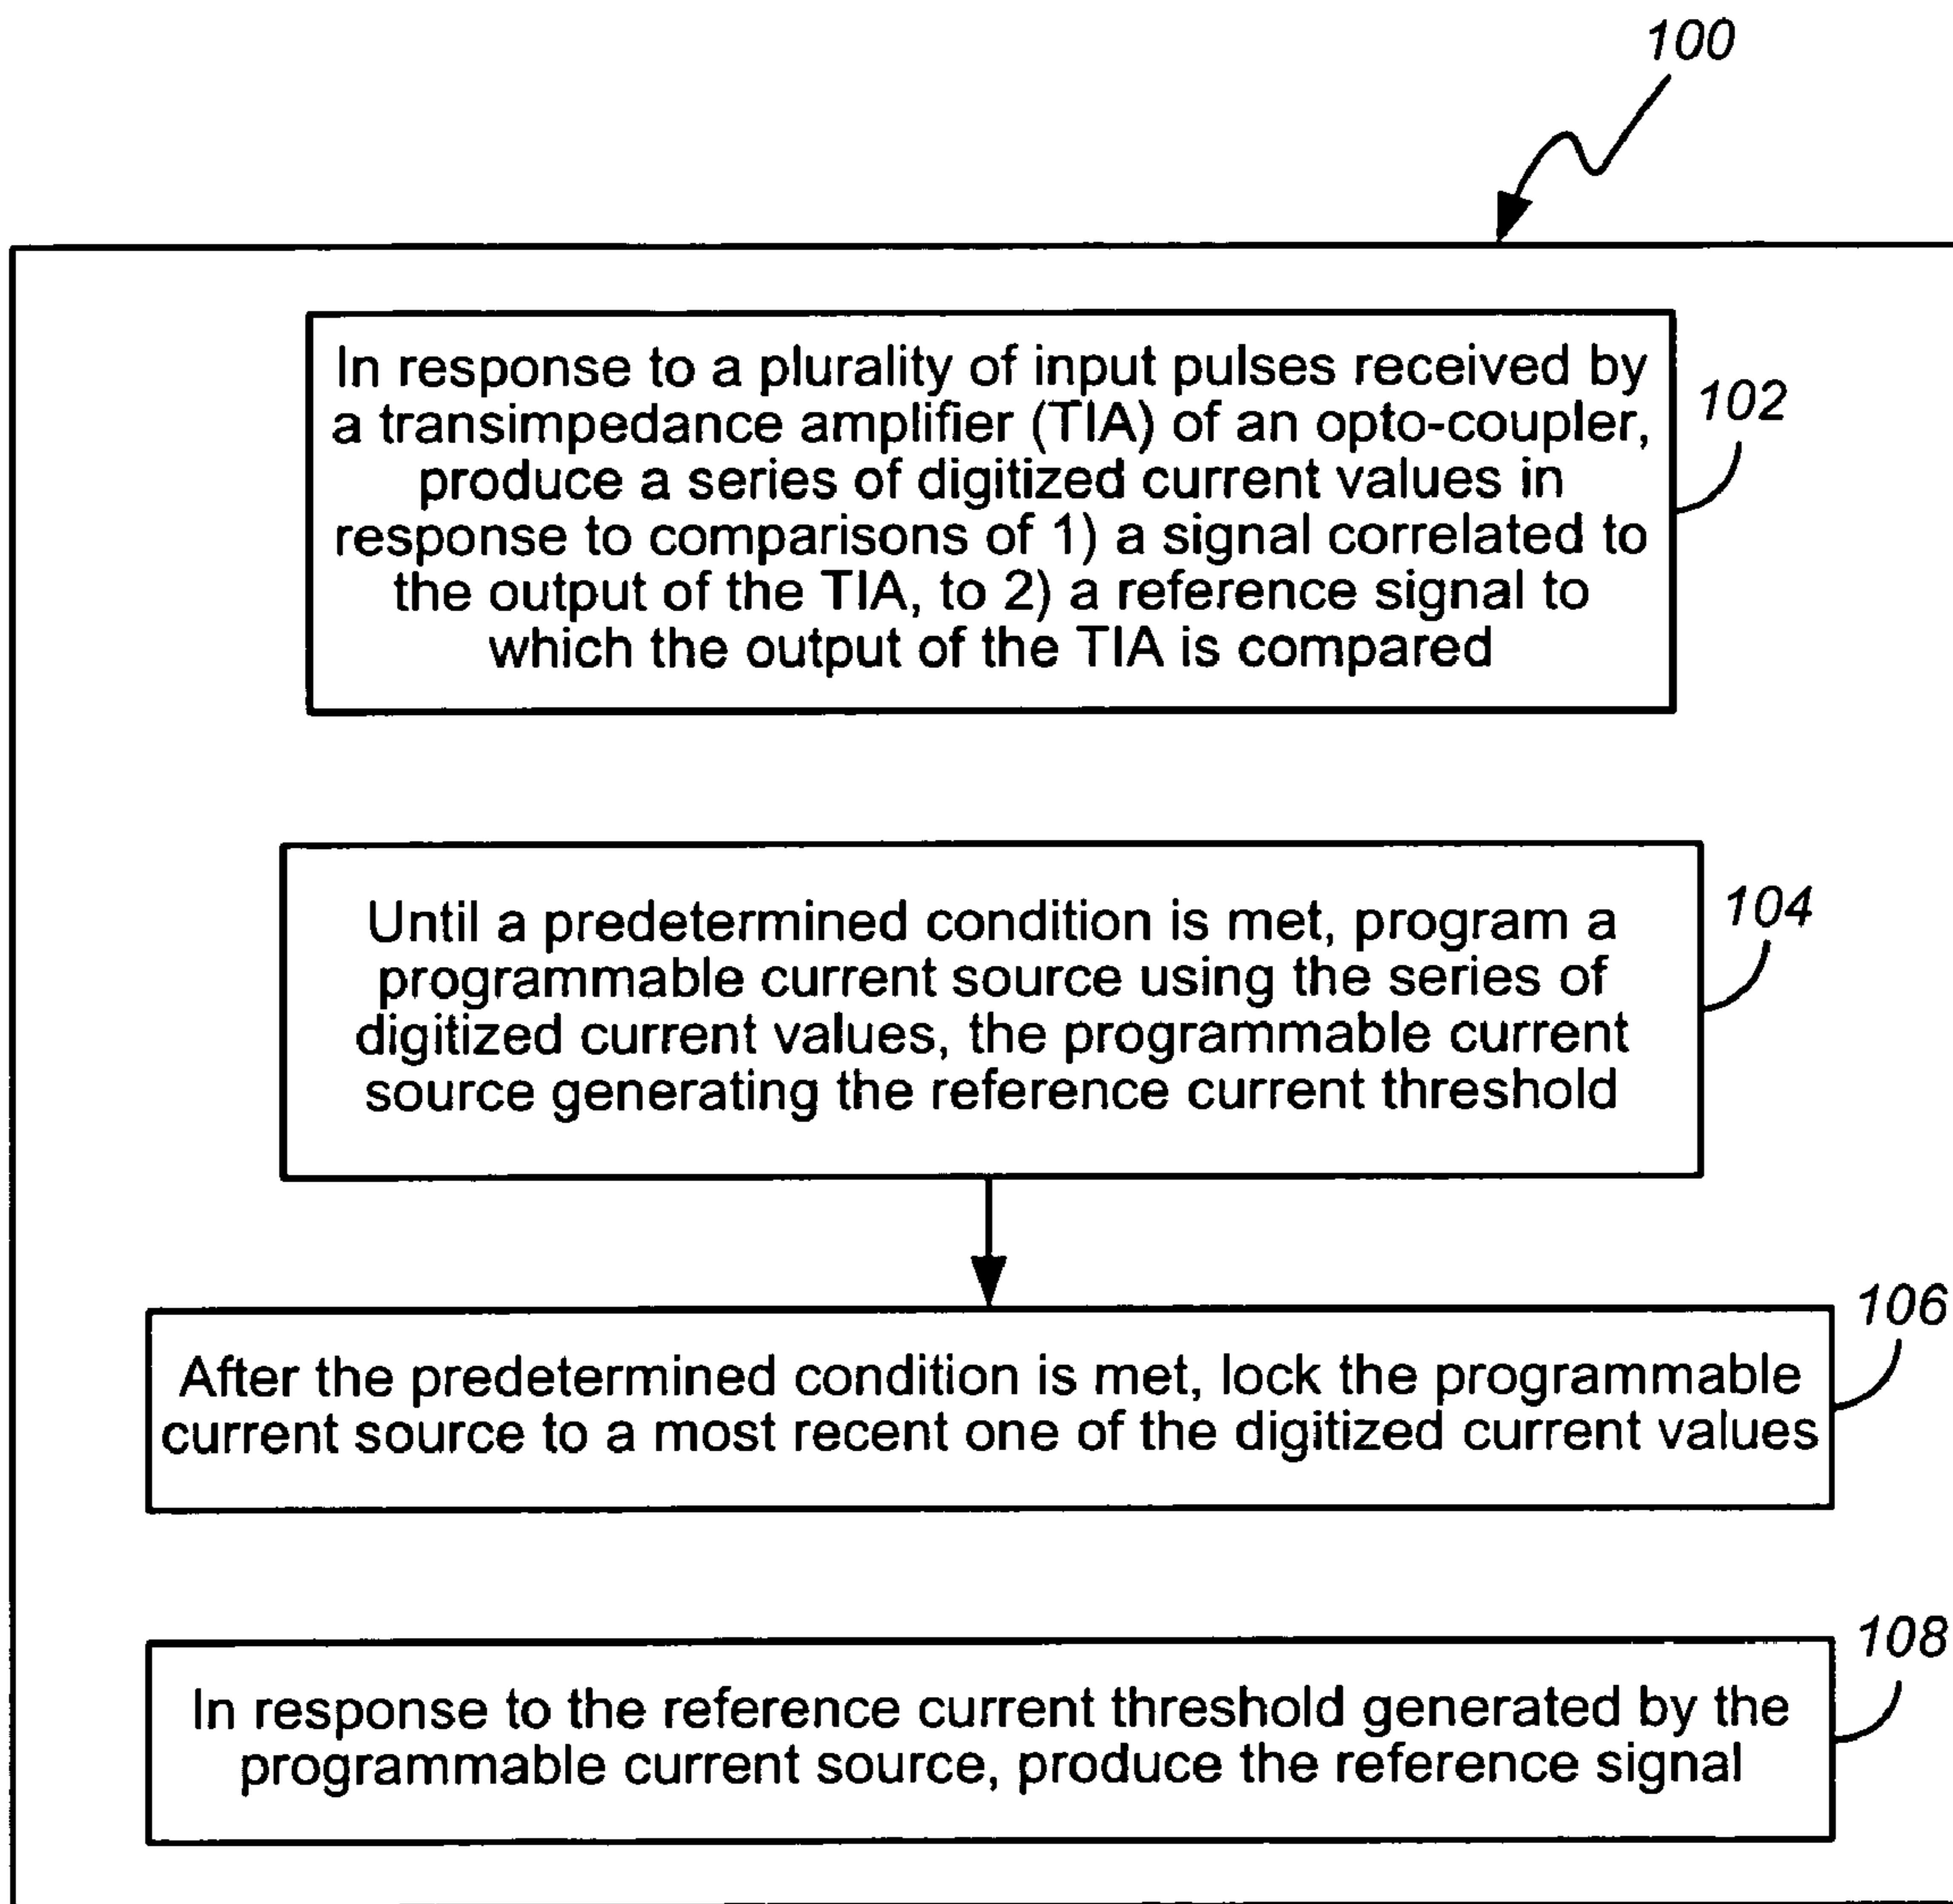 100
In response to a plurality of input pulses received by
a transimpedance amplifier (TIA) of an opto-coupler,
produce a series of digitized current values in
response to comparisons of 1) a signal correlated to
the output of the TIA, to 2) a reference signal to
which the output of the TIA is compared
102
Until a predetermined condition is met, program a
programmable current source using the series of
digitized current values, the programmable current
source generating the reference current threshold
104
After the predetermined condition is met, lock the programmable
current source to a most recent one of the digitized current values
106
In response to the reference current threshold generated by the
programmable current source, produce the reference signal
108